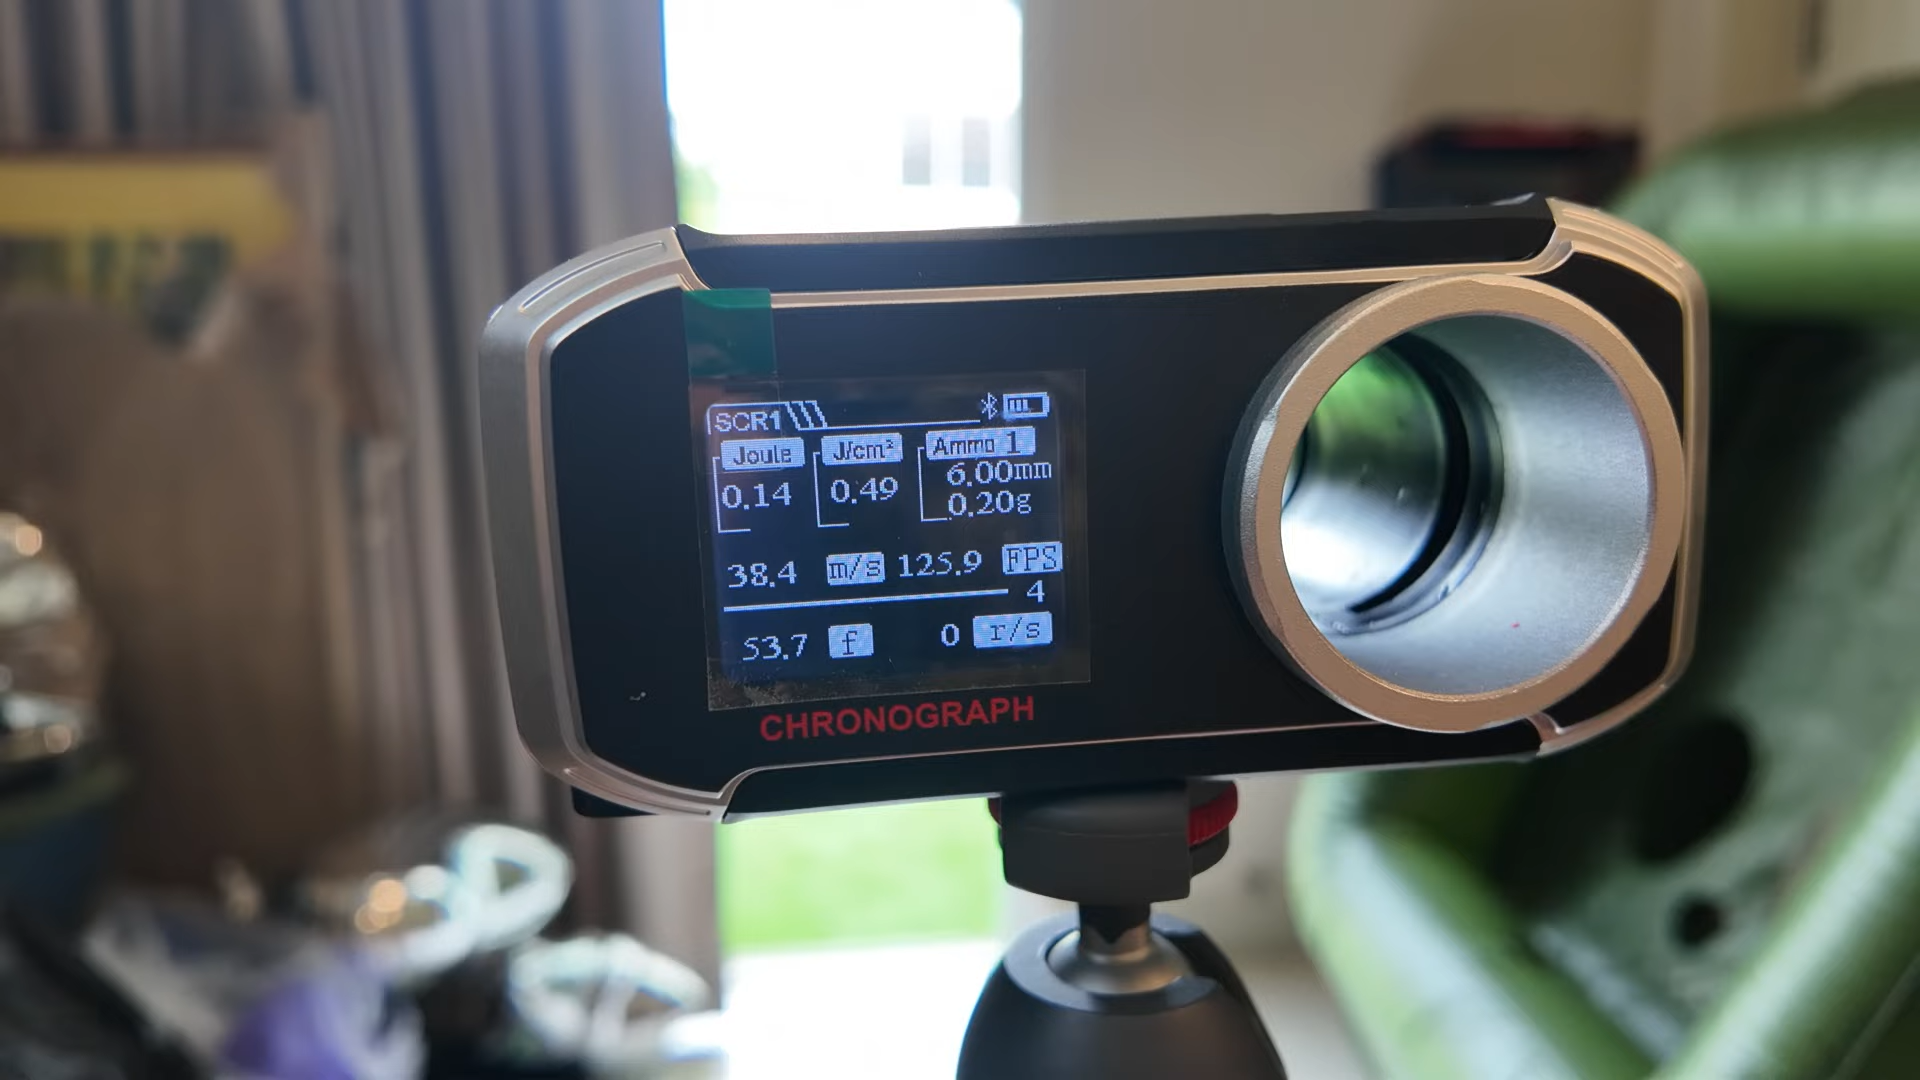 SCR1
Joule J/cm² Ammo 1
0.14 0.49 6.00mm
0.20g
38.4 m/s 125.9 FPS
4
53.7 f 0 r/s
CHRONOGRAPH